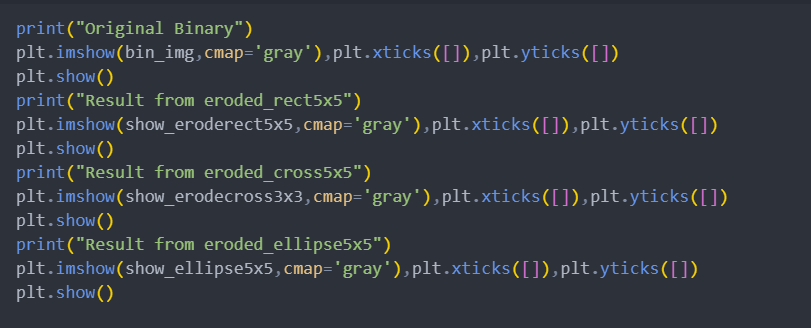 print("Original Binary")
plt.imshow(bin_img,cmap='gray'),plt.xticks([]),plt.yticks([])
plt.show()
print("Result from eroded_rect5x5")
plt.imshow(show_eroderect5x5,cmap='gray'),plt.xticks([]),plt.yticks([])
plt.show()
print("Result from eroded_cross5x5")
plt.imshow(show_erodecross3x3,cmap='gray'),plt.xticks([]),plt.yticks([])
plt.show()
print("Result from eroded_ellipse5x5")
plt.imshow(show_ellipse5x5,cmap='gray'),plt.xticks([]),plt.yticks([])
plt.show()